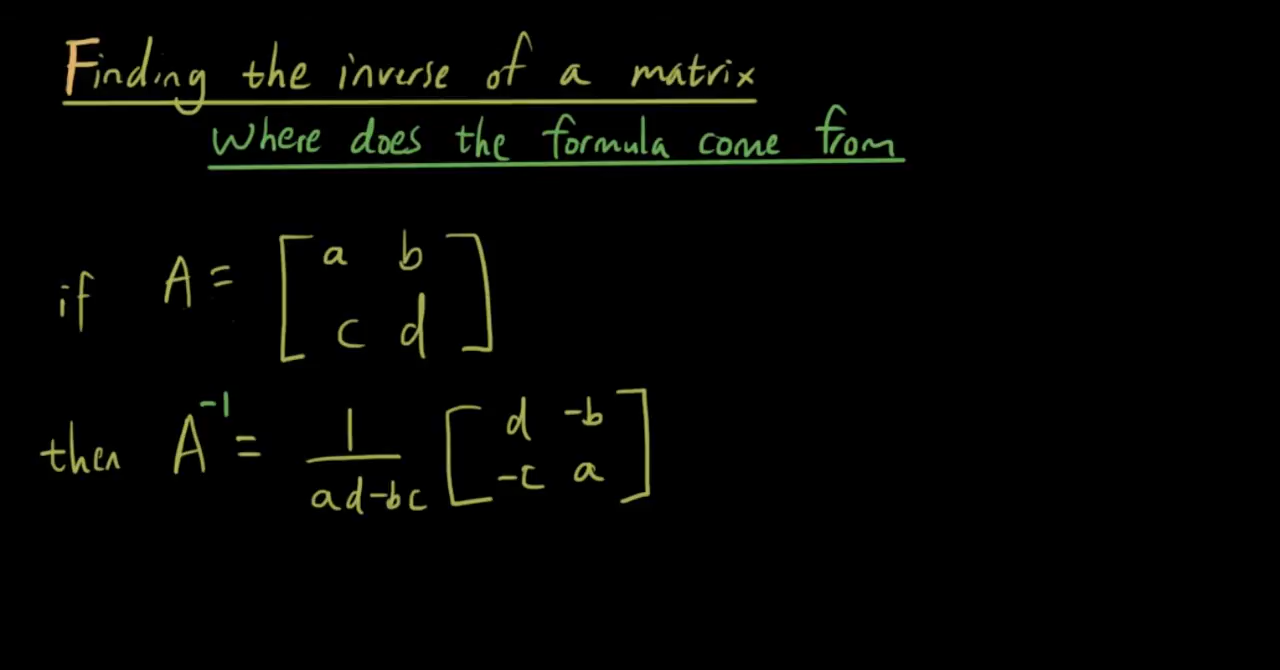 Finding the inverse of a matrix
Where does the formula come from
if A = [ a b
c d ]
then A⁻¹ = 1/(ad-bc) [ d -b
-c a ]